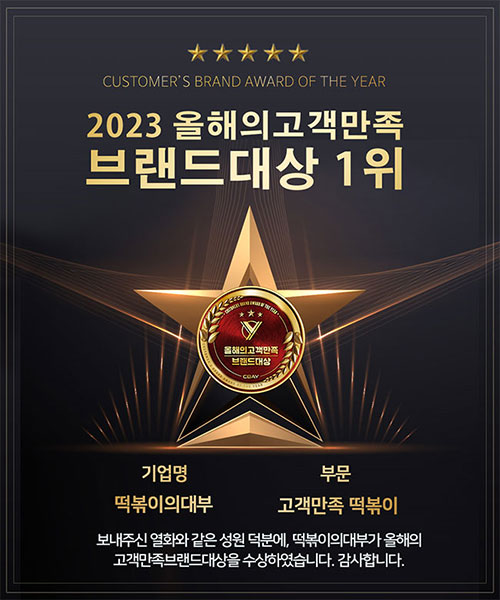 CUSTOMER'S BRAND AWARD OF THE YEAR
2023 올해의고객만족
브랜드대상 1위
올해의고객만족
브랜드대상
기업명
부문
떡볶이의대부
고객만족 떡볶이
보내주신 열화와 같은 성원 덕분에, 떡볶이의대부가 올해의
고객만족브랜드대상을 수상하였습니다. 감사합니다.